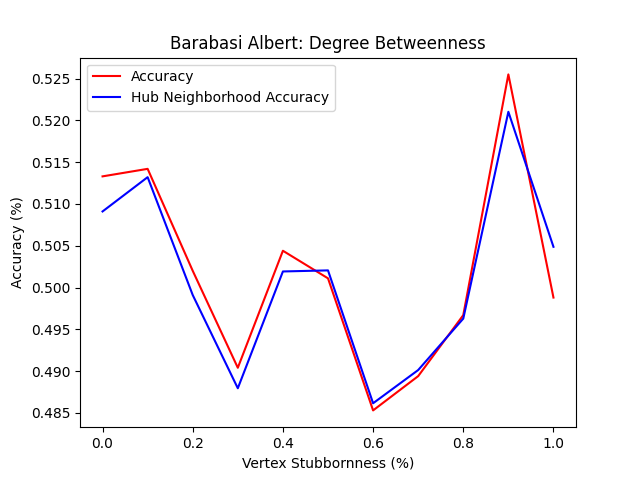 Barabasi Albert: Degree Betweenness
Accuracy
Hub Neighborhood Accuracy
0.525
0.520
0.515
0.510
0.505
0.500
0.495
0.490
0.485
Accuracy (%)
0.0 0.2 0.4 0.6 0.8 1.0
Vertex Stubbornness (%)